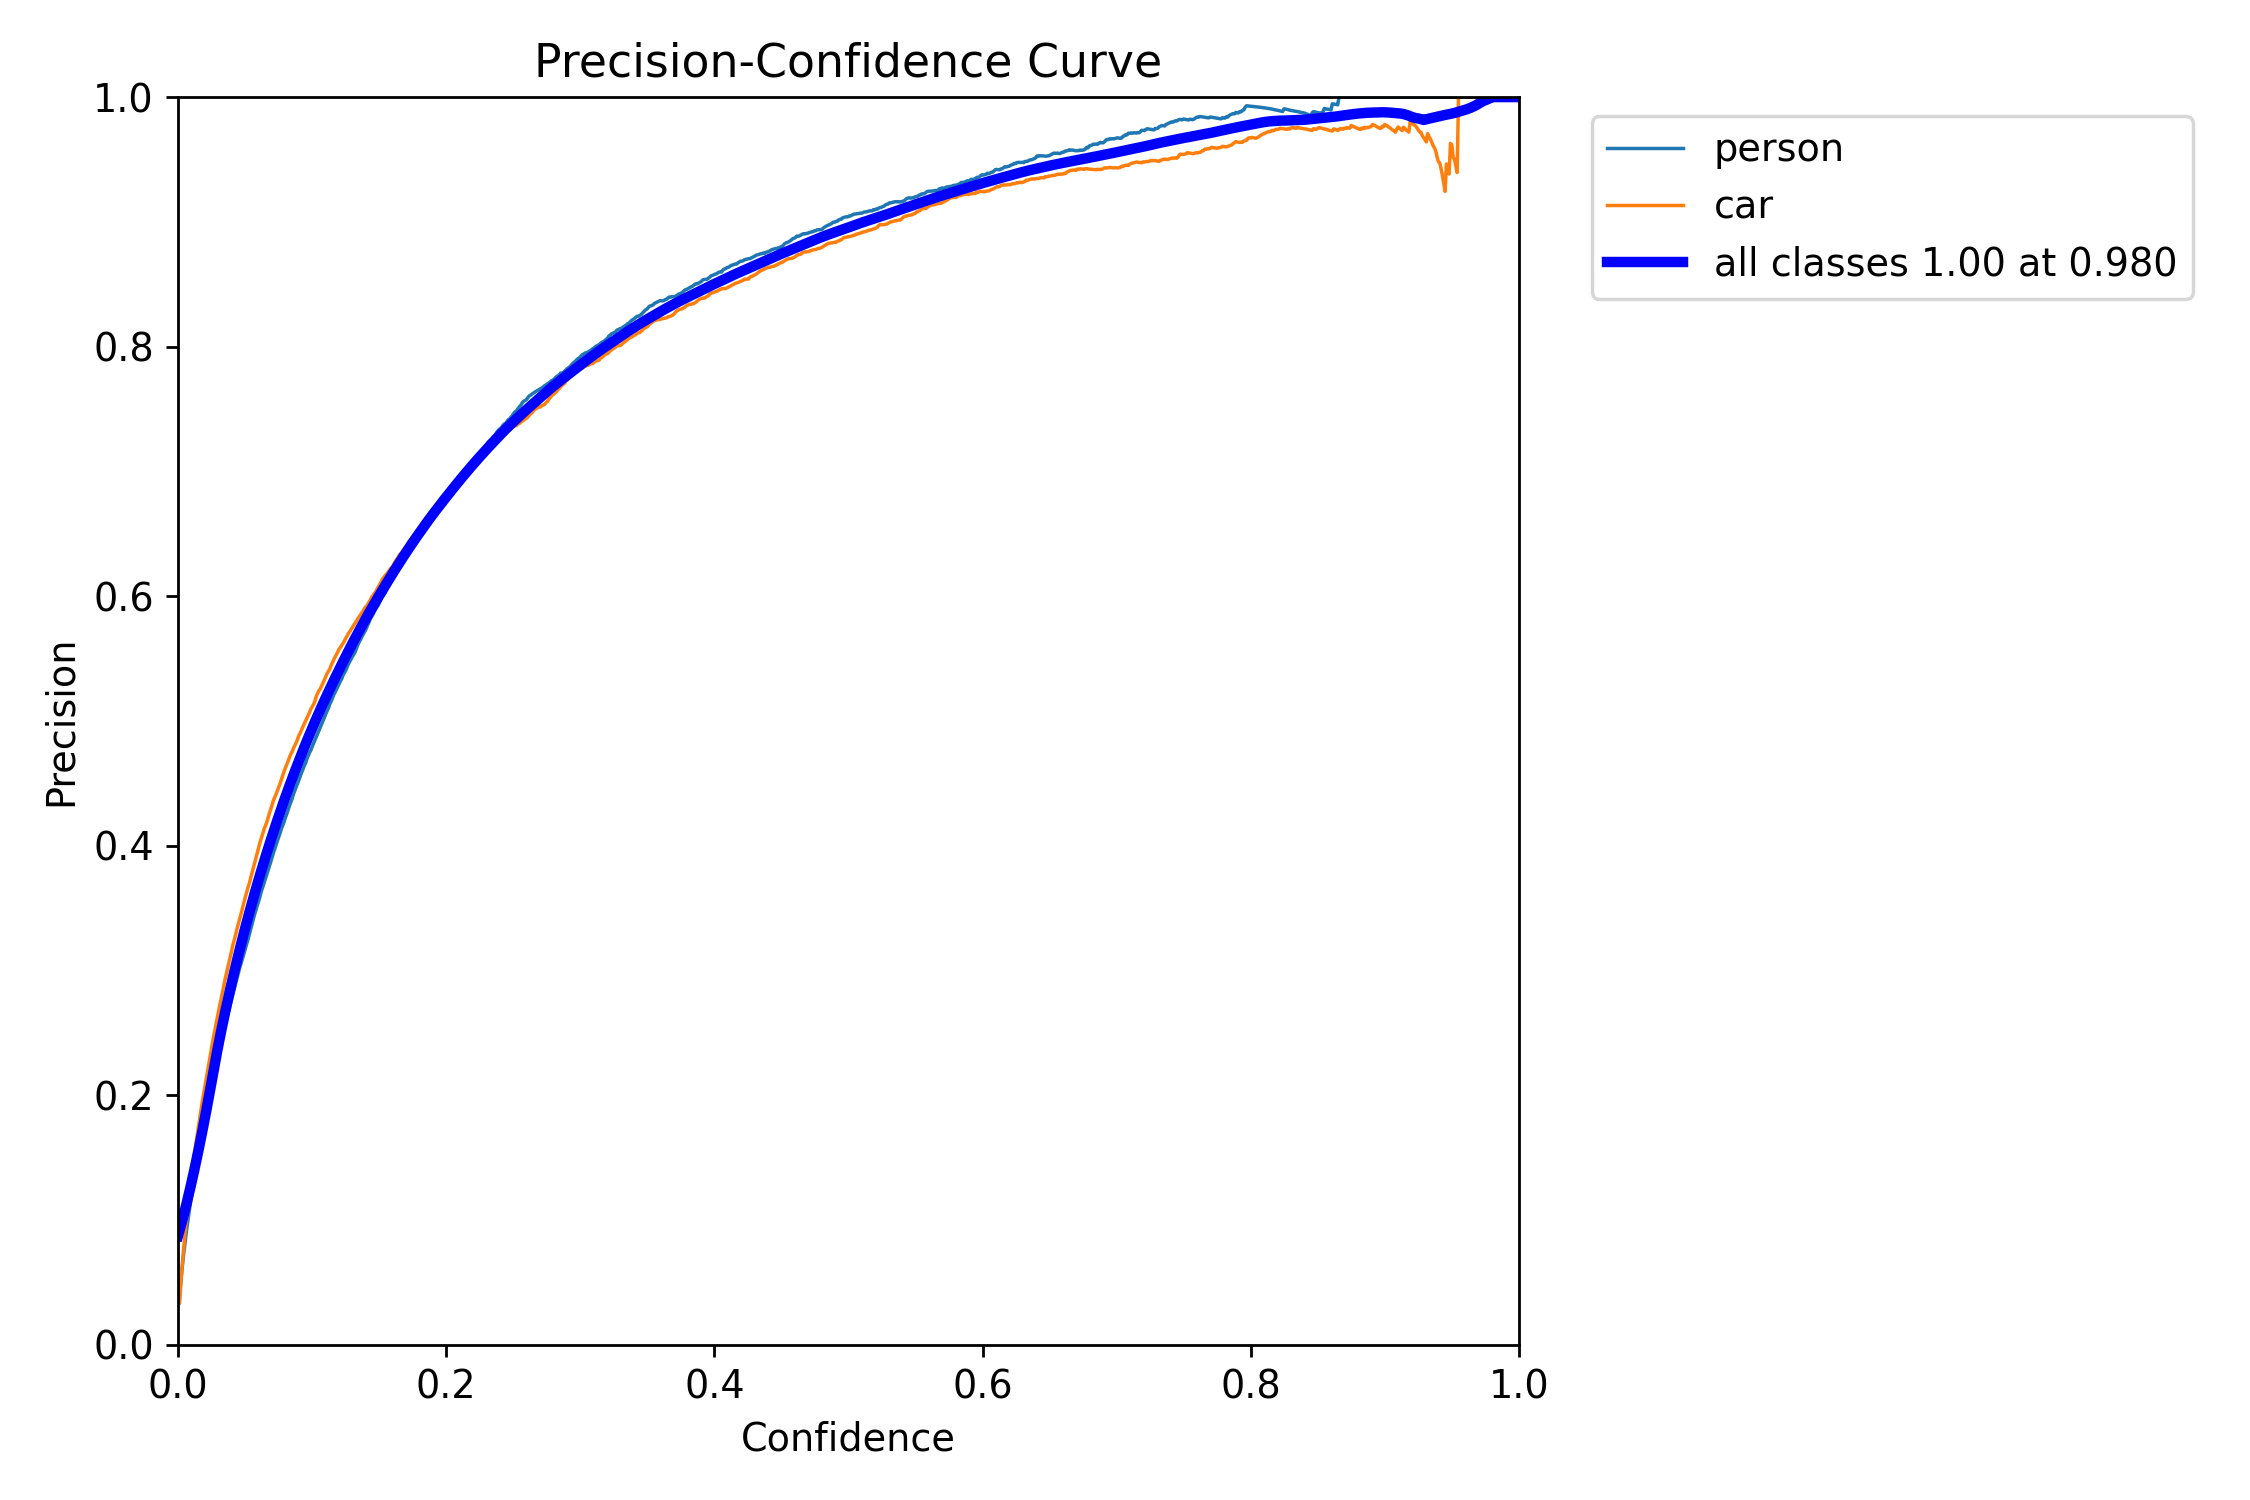 Precision-Confidence Curve
1.0
0.8
0.6
0.4
0.2
0.0
Precision
0.0 0.2 0.4 0.6 0.8 1.0
Confidence
person
car
all classes 1.00 at 0.980